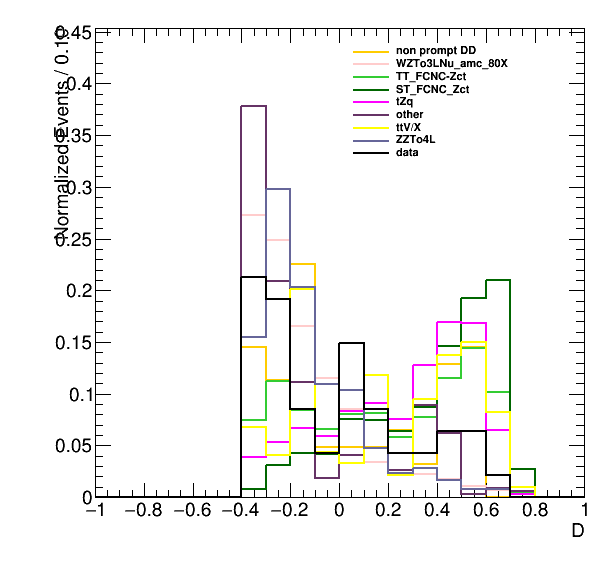 Normalized Events / 0.10
non prompt DD
WZTo3LNu_amc_80X
TT_FCNC-Zct
ST_FCNC_Zct
tZq
other
ttV/X
ZZTo4L
data
0.45
0.4
0.35
0.3
0.25
0.2
0.15
0.1
0.05
0
−1 −0.8 −0.6 −0.4 −0.2 0 0.2 0.4 0.6 0.8 1
D